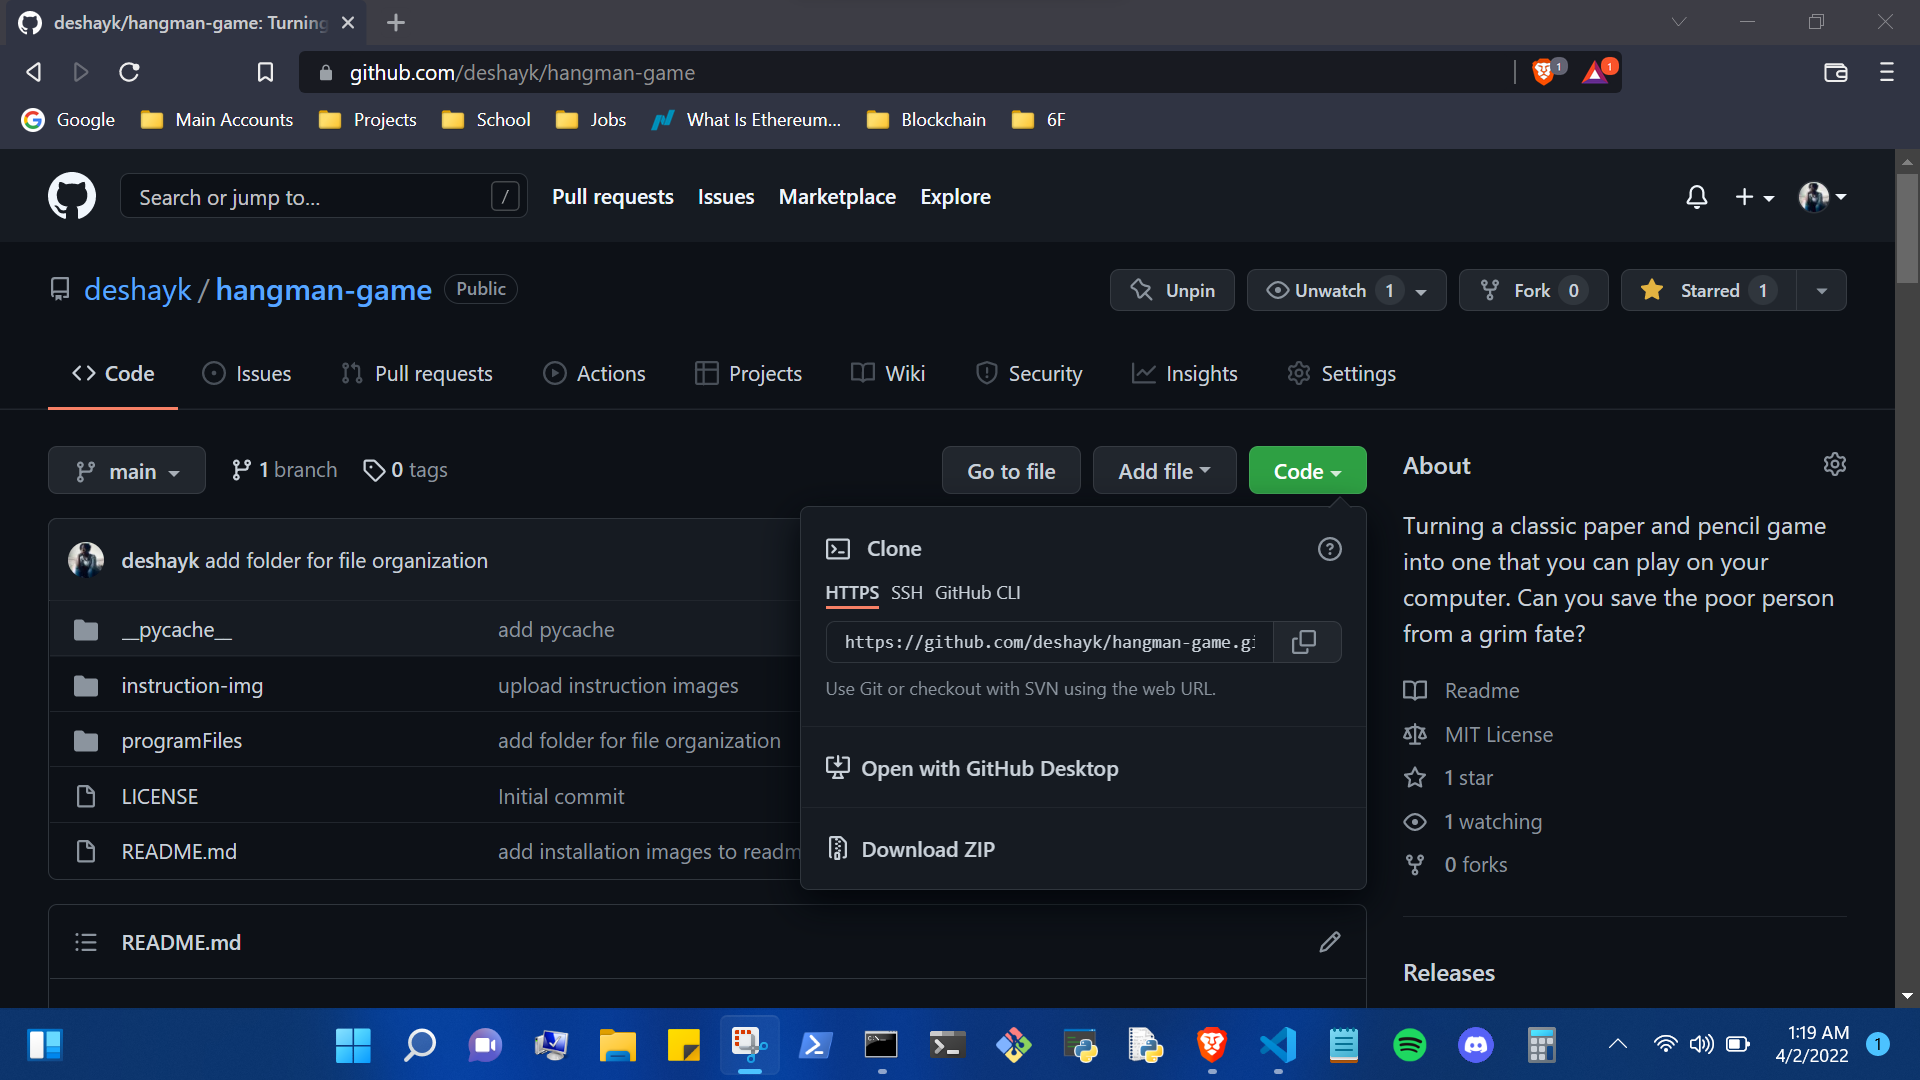 deshayk/hangman-game: Turning
github.com/deshayk/hangman-game
1
1
Google
Main Accounts
Projects
School
Jobs
What Is Ethereum...
Blockchain
6F
Search or jump to...
/
Pull requests
Issues
Marketplace
Explore
deshayk / hangman-game
Public
Unpin
Unwatch 1
Fork 0
Starred 1
Code
Issues
Pull requests
Actions
Projects
Wiki
Security
Insights
Settings
main
1 branch
0 tags
Go to file
Add file
Code
deshayk add folder for file organization
__pycache__
add pycache
instruction-img
upload instruction images
programFiles
add folder for file organization
LICENSE
Initial commit
README.md
add installation images to readm
Clone
HTTPS
SSH
GitHub CLI
https://github.com/deshayk/hangman-game.gi
Use Git or checkout with SVN using the web URL.
Open with GitHub Desktop
Download ZIP
About
Turning a classic paper and pencil game
into one that you can play on your
computer. Can you save the poor person
from a grim fate?
Readme
MIT License
1 star
1 watching
0 forks
README.md
Releases
1:19 AM
4/2/2022
1